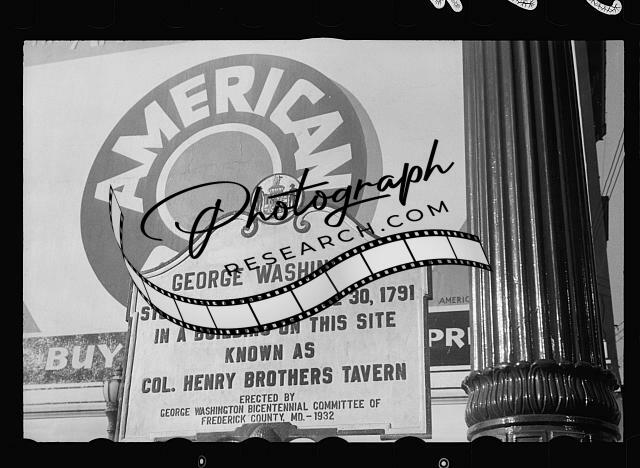 AMERICAN
Photograph
RESEARCH.COM
GEORGE WASHIN
30, 1791
IN A BUILDING ON THIS SITE
KNOWN AS
COL. HENRY BROTHERS TAVERN
ERECTED BY
GEORGE WASHINGTON BICENTENNIAL COMMITTEE OF
FREDERICK COUNTY, MD.-1932
BUY
AMERIC
PRI